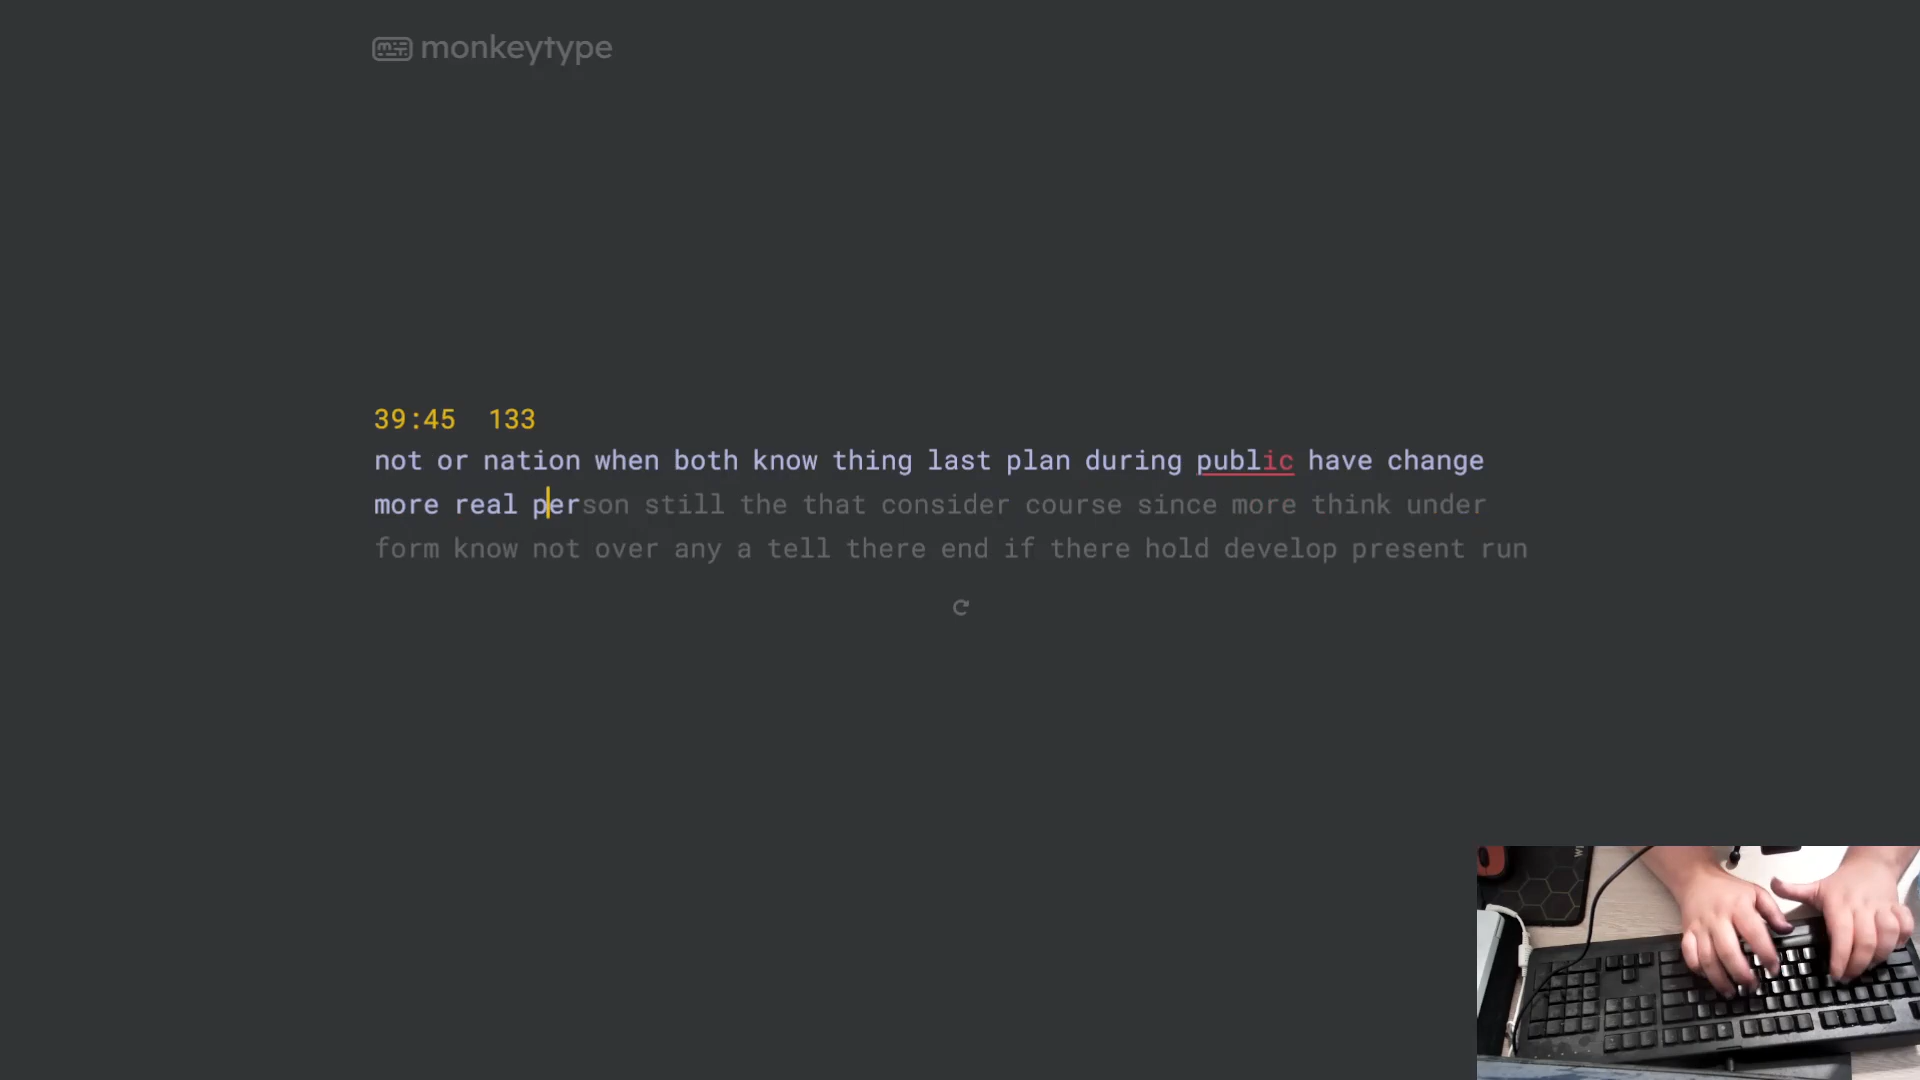 monkeytype
39:45 133
not or nation when both know thing last plan during public have change
more real person still the that consider course since more think under
form know not over any a tell there end if there hold develop present run